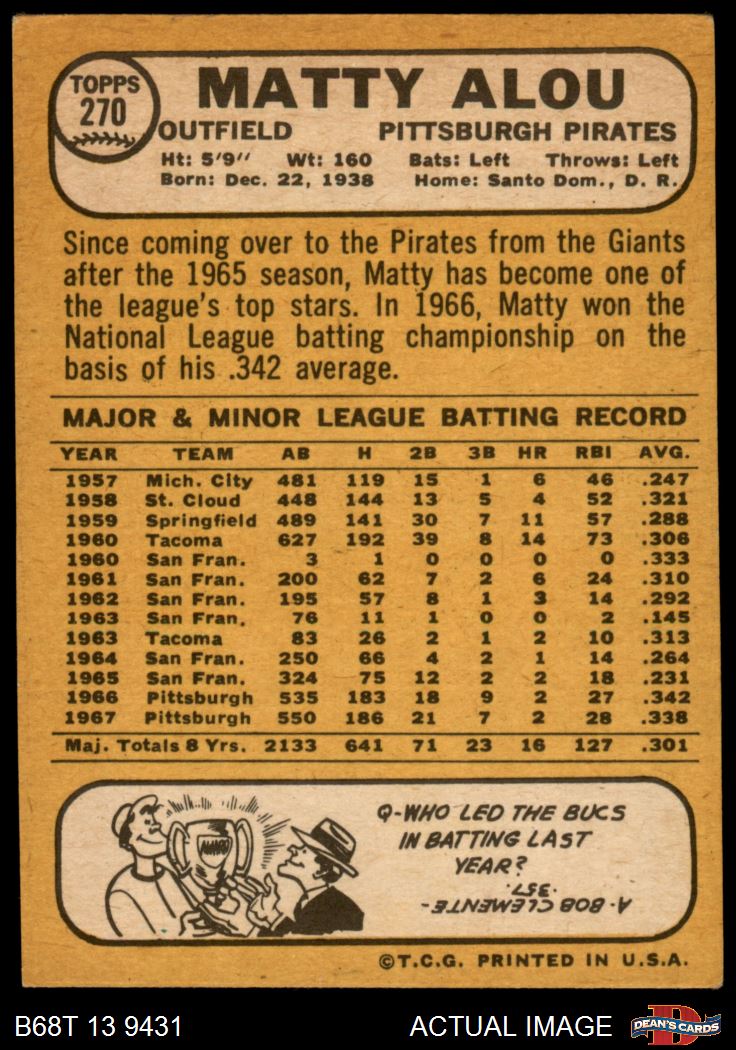 TOPPS
270
MATTY ALOU
OUTFIELD PITTSBURGH PIRATES
Ht: 5'9" Wt: 160 Bats: Left Throws: Left
Born: Dec. 22, 1938 Home: Santo Dom., D. R.
Since coming over to the Pirates from the Giants
after the 1965 season, Matty has become one of
the league's top stars. In 1966, Matty won the
National League batting championship on the
basis of his .342 average.
MAJOR & MINOR LEAGUE BATTING RECORD
YEAR TEAM AB H 2B 3B HR RBI AVG.
1957 Mich. City 481 119 15 1 6 46 .247
1958 St. Cloud 448 144 13 5 4 52 .321
1959 Springfield 489 141 30 7 11 57 .288
1960 Tacoma 627 192 39 8 14 73 .306
1960 San Fran. 3 1 0 0 0 0 .333
1961 San Fran. 200 62 7 2 6 24 .310
1962 San Fran. 195 57 8 1 3 14 .292
1963 San Fran. 76 11 1 0 0 2 .145
1963 Tacoma 83 26 2 1 2 10 .313
1964 San Fran. 250 66 4 2 1 14 .264
1965 San Fran. 324 75 12 2 2 18 .231
1966 Pittsburgh 535 183 18 9 2 27 .342
1967 Pittsburgh 550 186 21 7 2 28 .338
Maj. Totals 8 Yrs. 2133 641 71 23 16 127 .301
AWARD
Q-WHO LED THE BUCS
IN BATTING LAST
YEAR?
A-BOB CLEMENTE-
.357.
©T.C.G. PRINTED IN U.S.A.
B68T 13 9431 ACTUAL IMAGE
D
DEAN'S CARDS